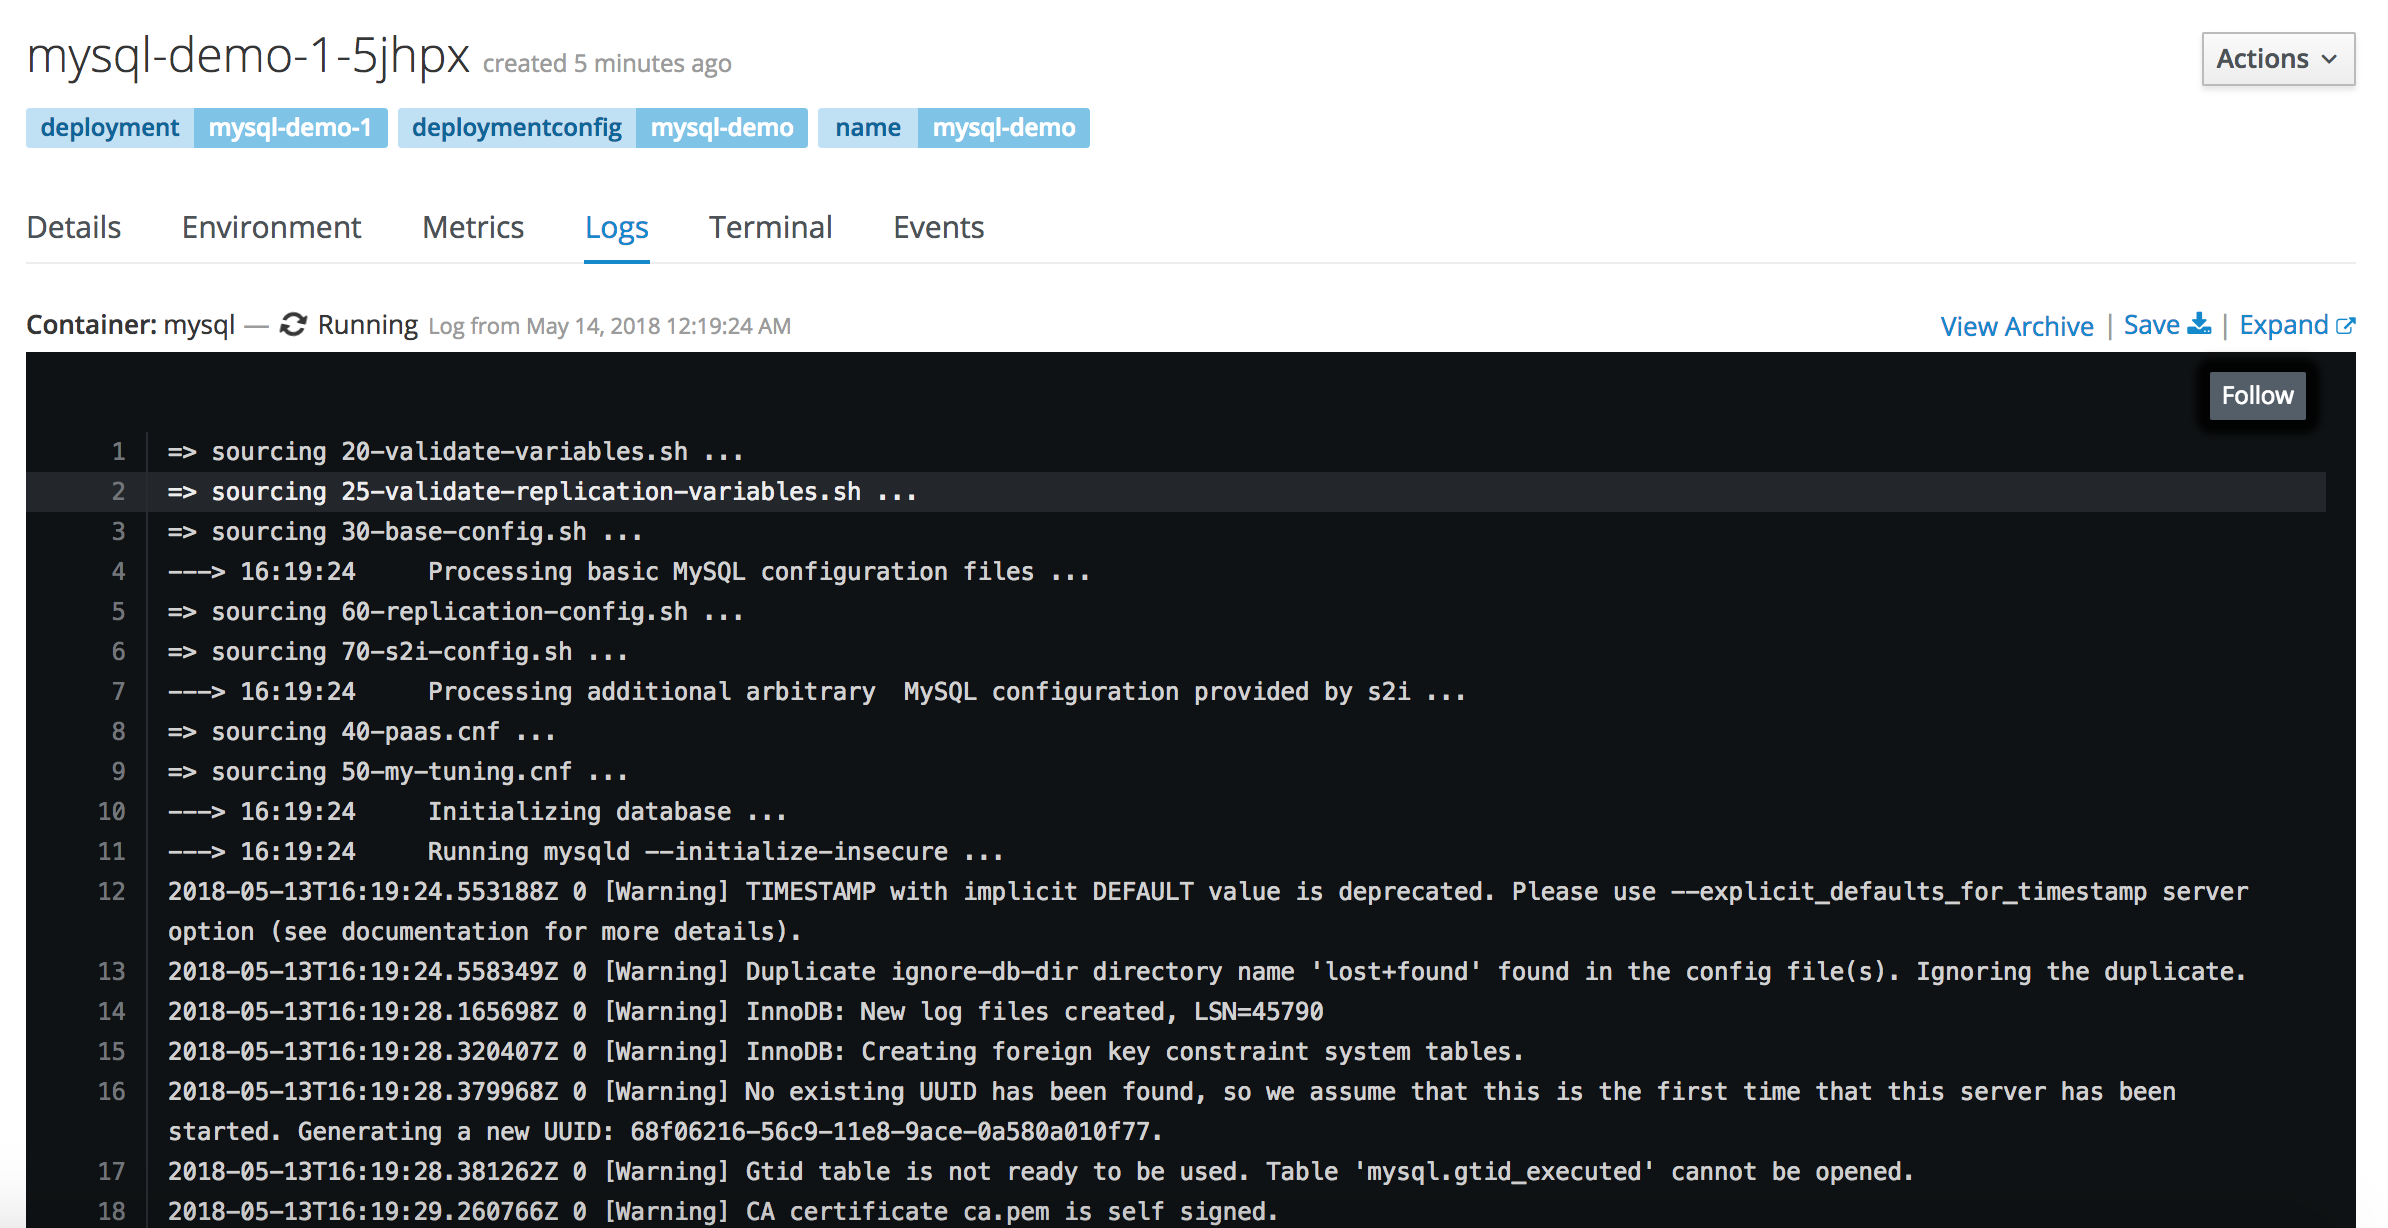 mysql-demo-1-5jhpx created 5 minutes ago
Actions
deployment mysql-demo-1 deploymentconfig mysql-demo name mysql-demo
Details Environment Metrics Logs Terminal Events
Container: mysql — Running Log from May 14, 2018 12:19:24 AM
View Archive | Save | Expand
Follow
1 => sourcing 20-validate-variables.sh ...
2 => sourcing 25-validate-replication-variables.sh ...
3 => sourcing 30-base-config.sh ...
4 ---> 16:19:24     Processing basic MySQL configuration files ...
5 => sourcing 60-replication-config.sh ...
6 => sourcing 70-s2i-config.sh ...
7 ---> 16:19:24     Processing additional arbitrary  MySQL configuration provided by s2i ...
8 => sourcing 40-paas.cnf ...
9 => sourcing 50-my-tuning.cnf ...
10 ---> 16:19:24     Initializing database ...
11 ---> 16:19:24     Running mysqld --initialize-insecure ...
12 2018-05-13T16:19:24.553188Z 0 [Warning] TIMESTAMP with implicit DEFAULT value is deprecated. Please use --explicit_defaults_for_timestamp server
option (see documentation for more details).
13 2018-05-13T16:19:24.558349Z 0 [Warning] Duplicate ignore-db-dir directory name 'lost+found' found in the config file(s). Ignoring the duplicate.
14 2018-05-13T16:19:28.165698Z 0 [Warning] InnoDB: New log files created, LSN=45790
15 2018-05-13T16:19:28.320407Z 0 [Warning] InnoDB: Creating foreign key constraint system tables.
16 2018-05-13T16:19:28.379968Z 0 [Warning] No existing UUID has been found, so we assume that this is the first time that this server has been
started. Generating a new UUID: 68f06216-56c9-11e8-9ace-0a580a010f77.
17 2018-05-13T16:19:28.381262Z 0 [Warning] Gtid table is not ready to be used. Table 'mysql.gtid_executed' cannot be opened.
18 2018-05-13T16:19:29.260766Z 0 [Warning] CA certificate ca.pem is self signed.